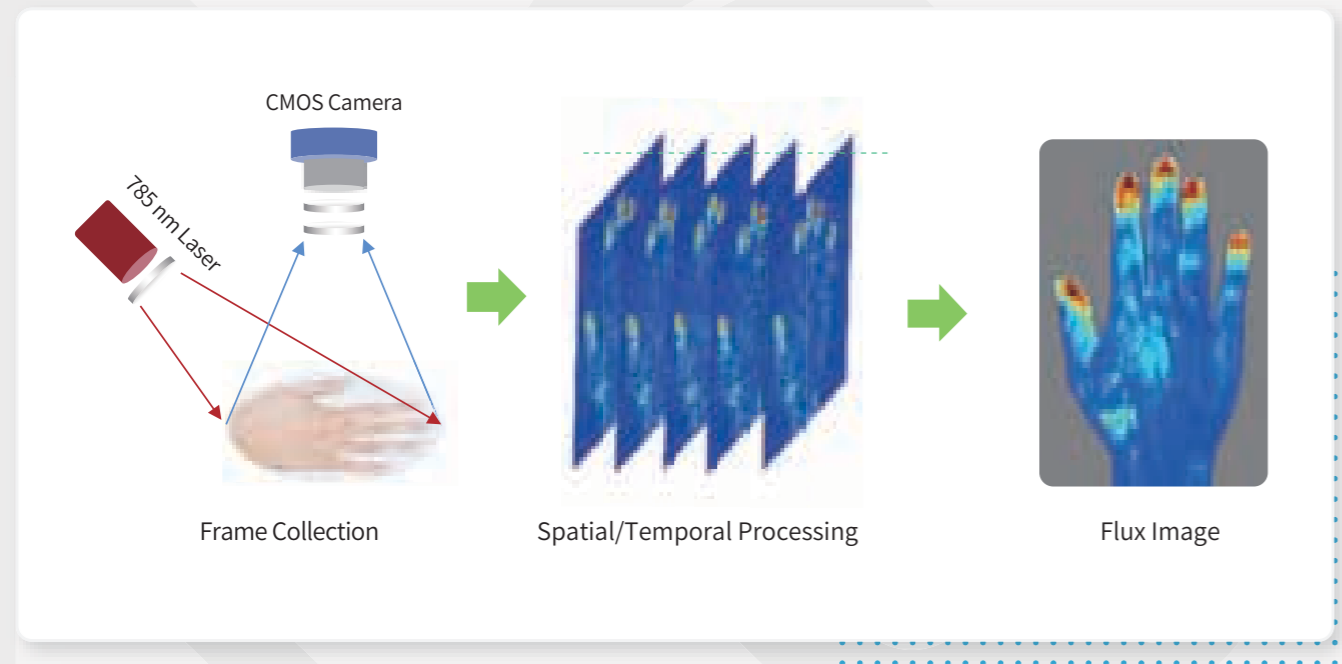 CMOS Camera
785 nm Laser
Frame Collection
Spatial/Temporal Processing
Flux Image